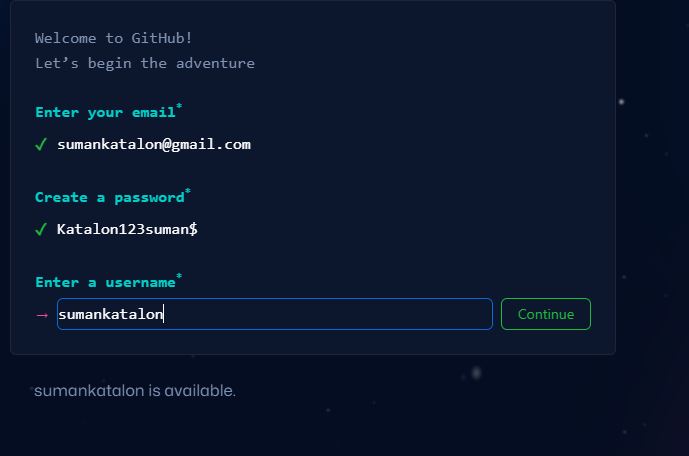 Welcome to GitHub!
Let’s begin the adventure
Enter your email*
✓ sumankatalon@gmail.com
Create a password*
✓ Katalon123suman$
Enter a username*
→ sumankatalon
Continue
sumankatalon is available.